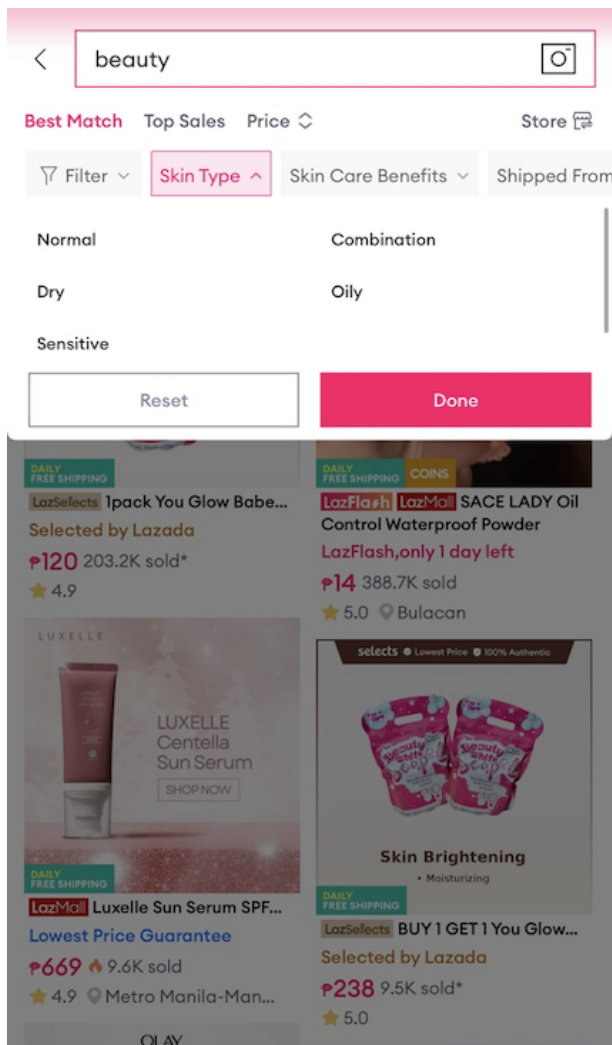 beauty
Best Match Top Sales Price Store
Filter Skin Type Skin Care Benefits Shipped From
Normal Combination
Dry Oily
Sensitive
Reset Done
DAILY
FREE SHIPPING
LazSelects 1pack You Glow Babe...
Selected by Lazada
₱120 203.2K sold*
4.9
DAILY
FREE SHIPPING COINS
LazFlash LazMall SACE LADY Oil
Control Waterproof Powder
LazFlash,only 1 day left
₱14 388.7K sold
5.0 Bulacan
LUXELLE
LUXELLE
Centella
Sun Serum
SHOP NOW
DAILY
FREE SHIPPING
LazMall Luxelle Sun Serum SPF...
Lowest Price Guarantee
₱669 9.6K sold
4.9 Metro Manila-Man...
selects Lowest Price 100% Authentic
Beauty
white
Skin Brightening
• Moisturizing
DAILY
FREE SHIPPING
LazSelects BUY 1 GET 1 You Glow...
Selected by Lazada
₱238 9.5K sold*
5.0
OLAY